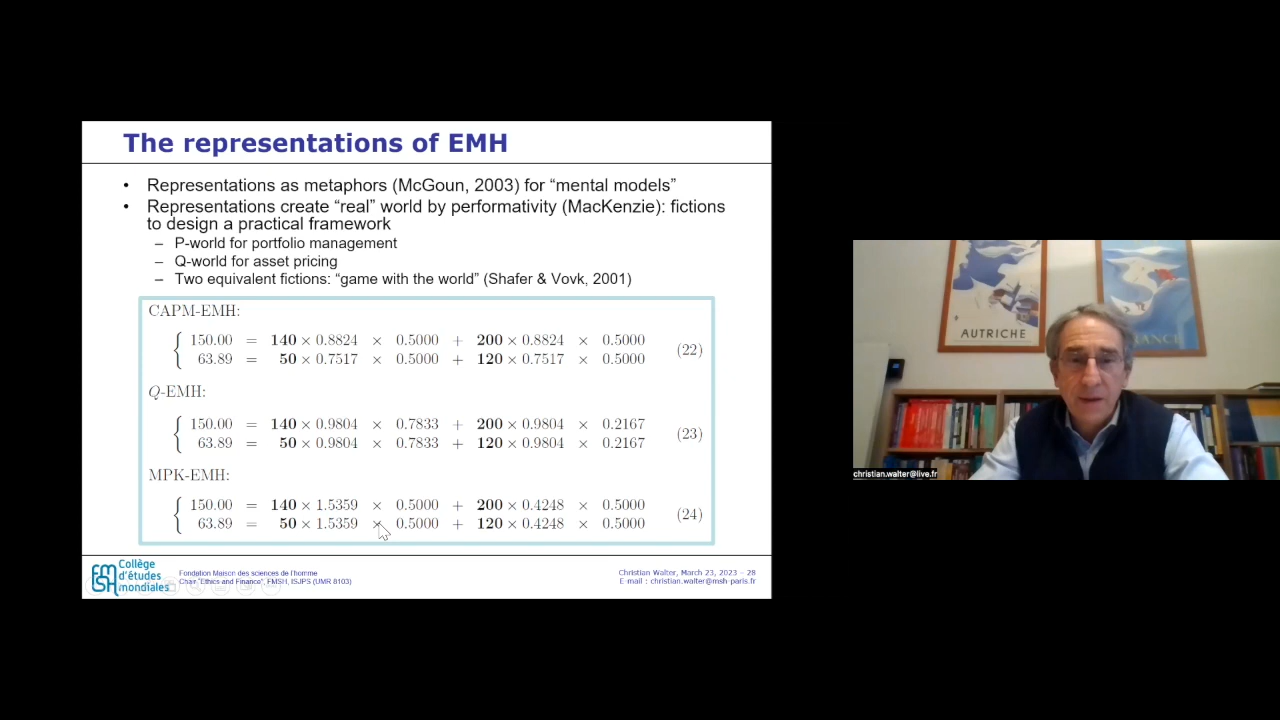 The representations of EMH
• Representations as metaphors (McGoun, 2003) for “mental models”
• Representations create “real” world by performativity (MacKenzie): fictions
to design a practical framework
– P-world for portfolio management
– Q-world for asset pricing
– Two equivalent fictions: “game with the world” (Shafer & Vovk, 2001)
CAPM-EMH:
150.00 = 140 × 0.8824 × 0.5000 + 200 × 0.8824 × 0.5000
63.89 = 50 × 0.7517 × 0.5000 + 120 × 0.7517 × 0.5000
(22)
Q-EMH:
150.00 = 140 × 0.9804 × 0.7833 + 200 × 0.9804 × 0.2167
63.89 = 50 × 0.9804 × 0.7833 + 120 × 0.9804 × 0.2167
(23)
MPK-EMH:
150.00 = 140 × 1.5359 × 0.5000 + 200 × 0.4248 × 0.5000
63.89 = 50 × 1.5359 × 0.5000 + 120 × 0.4248 × 0.5000
(24)
FMSH
Collège
d'études
mondiales
Fondation Maison des sciences de l'homme
Chair "Ethics and Finance", FMSH, ISJPS (UMR 8103)
Christian Walter, March 23, 2023 – 28
E-mail : christian.walter@msh-paris.fr
AUTRICHE
christian.walter@live.fr